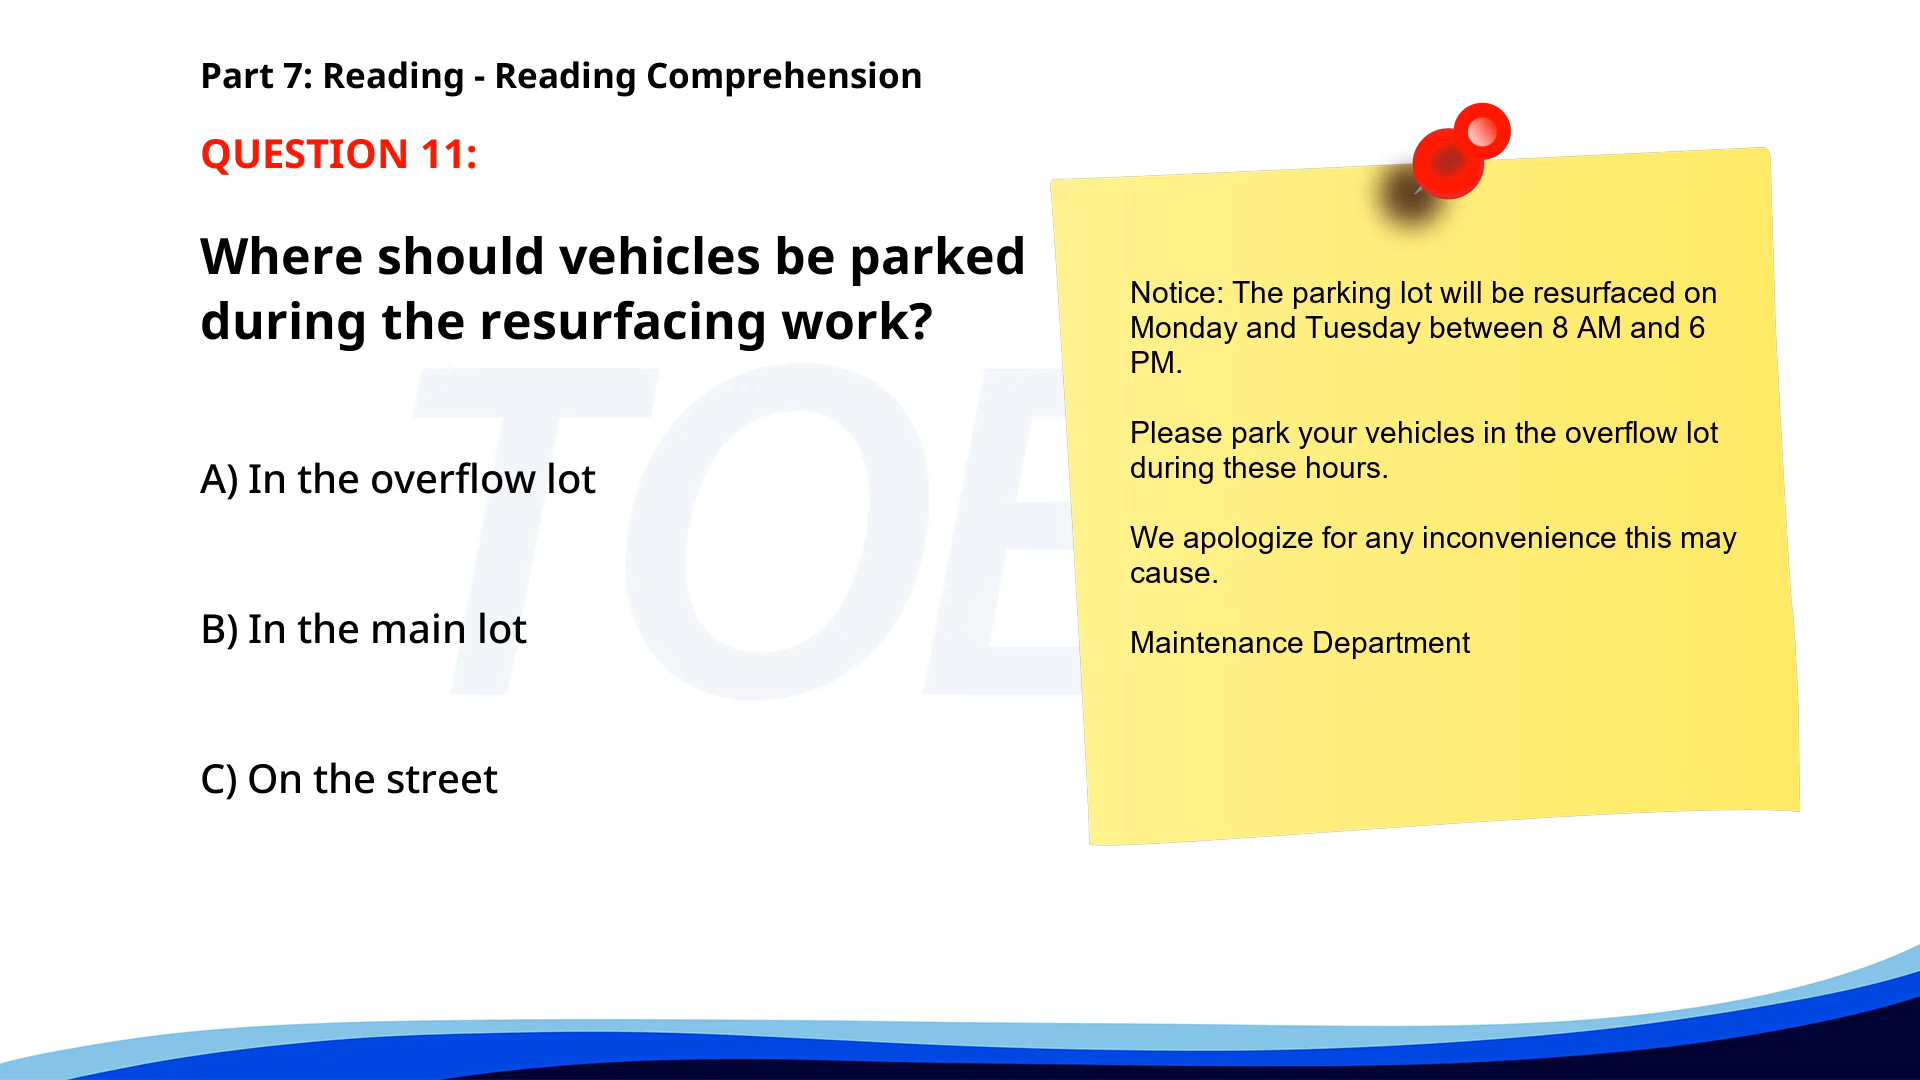 Part 7: Reading - Reading Comprehension
QUESTION 11:
Where should vehicles be parked
during the resurfacing work?
A) In the overflow lot
B) In the main lot
C) On the street
Notice: The parking lot will be resurfaced on
Monday and Tuesday between 8 AM and 6
PM.
Please park your vehicles in the overflow lot
during these hours.
We apologize for any inconvenience this may
cause.
Maintenance Department
TOE